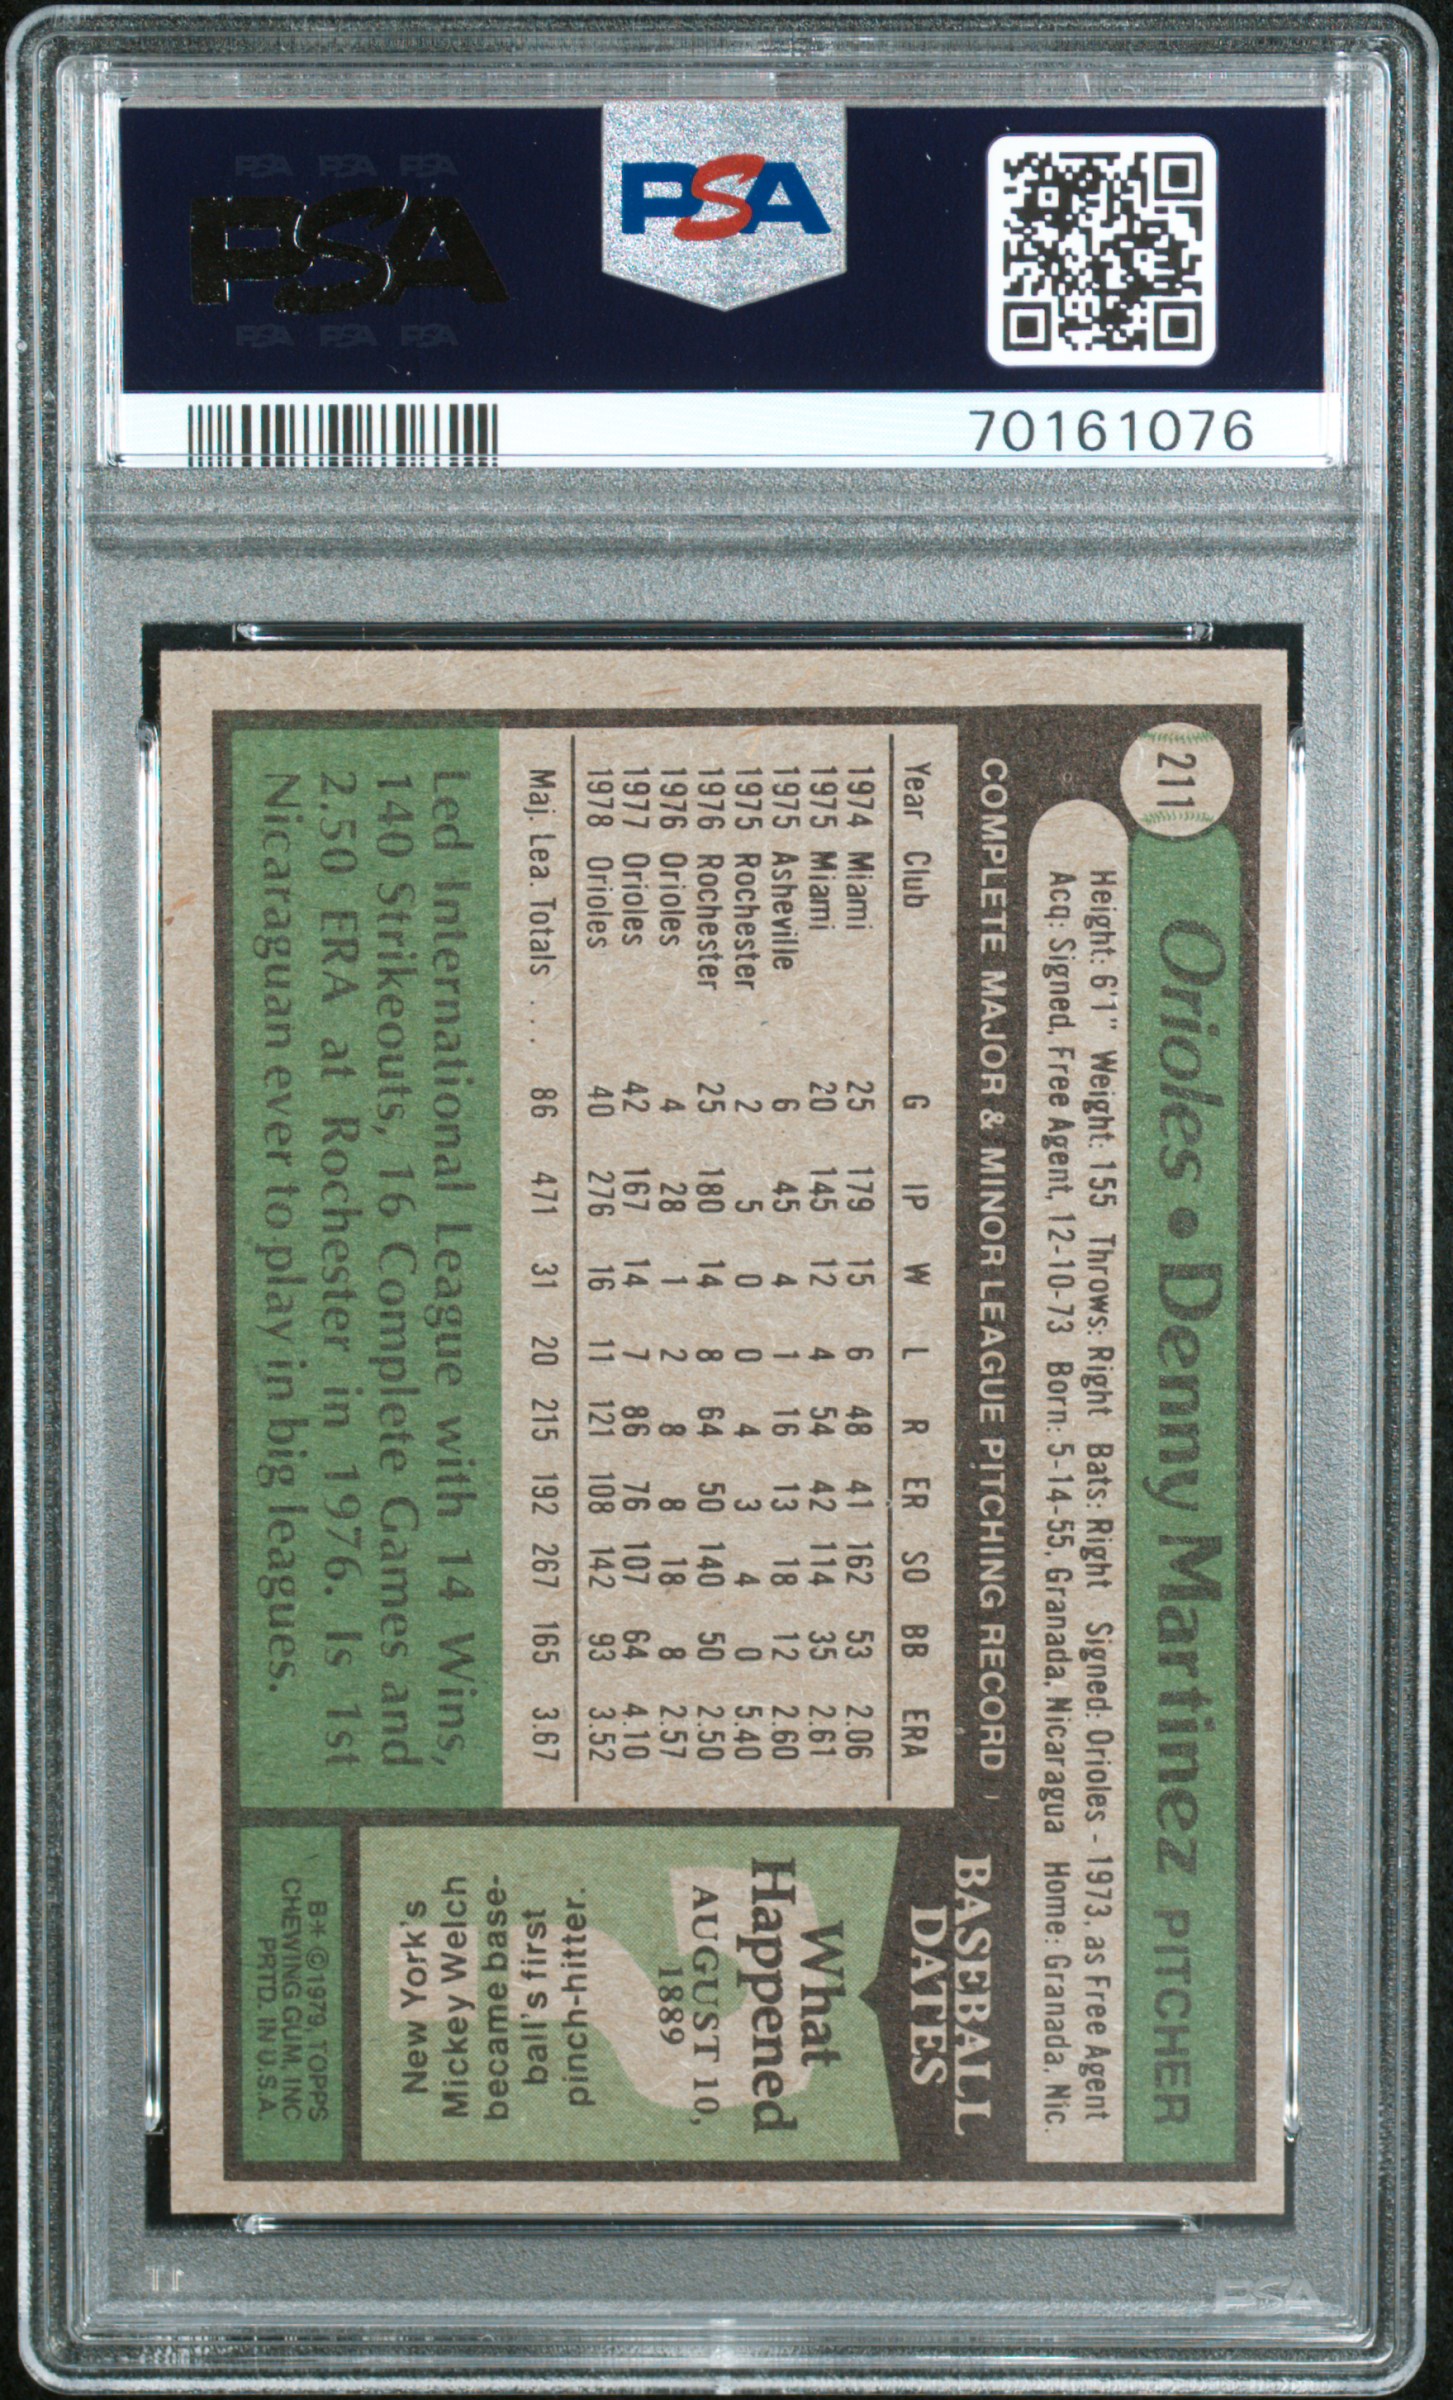 PSA PSA PSA
PSA
PSA PSA PSA
PSA
70161076
211
Orioles • Denny Martinez PITCHER
Height: 6'1" Weight: 155 Throws: Right Bats: Right Signed: Orioles - 1973, as Free Agent
Acq: Signed, Free Agent, 12-10-73 Born: 5-14-55, Granada, Nicaragua Home: Granada, Nic.
COMPLETE MAJOR & MINOR LEAGUE PITCHING RECORD
Year Club G IP W L R ER SO BB ERA
1974 Miami 25 179 15 6 48 41 162 53 2.06
1975 Miami 20 145 12 4 54 42 114 35 2.61
1975 Asheville 6 45 4 1 16 13 18 12 2.60
1975 Rochester 2 5 0 0 4 3 4 0 5.40
1976 Rochester 25 180 14 8 64 50 140 50 2.50
1976 Orioles 4 28 1 2 8 8 18 8 2.57
1977 Orioles 42 167 14 7 86 76 107 64 4.10
1978 Orioles 40 276 16 11 121 108 142 93 3.52
Maj. Lea. Totals . . 86 471 31 20 215 192 267 165 3.67
Led International League with 14 Wins,
140 Strikeouts, 16 Complete Games and
2.50 ERA at Rochester in 1976. Is 1st
Nicaraguan ever to play in big leagues.
BASEBALL
DATES
What
Happened
AUGUST 10,
1889
New York's
Mickey Welch
became base-
ball's first
pinch-hitter.
B* ©1979, TOPPS
CHEWING GUM, INC
PRTD. IN U.S.A.
PSA